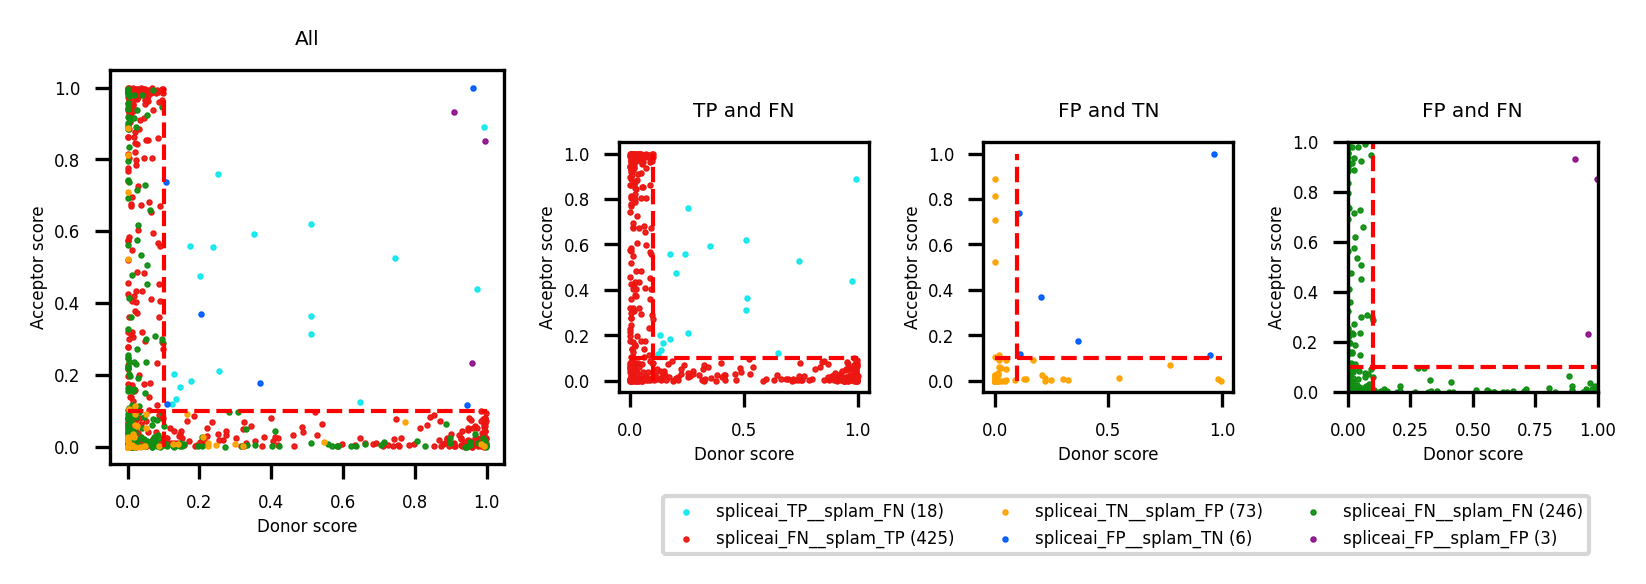 All
1.0
0.8
0.6
0.4
0.2
0.0
Acceptor score
0.0 0.2 0.4 0.6 0.8 1.0
Donor score
TP and FN
1.0
0.8
0.6
0.4
0.2
0.0
Acceptor score
0.0 0.5 1.0
Donor score
FP and TN
1.0
0.8
0.6
0.4
0.2
0.0
Acceptor score
0.0 0.5 1.0
Donor score
FP and FN
1.0
0.8
0.6
0.4
0.2
0.0
Acceptor score
0.00 0.25 0.50 0.75 1.00
Donor score
spliceai_TP__splam_FN (18)
spliceai_FN__splam_TP (425)
spliceai_TN__splam_FP (73)
spliceai_FP__splam_TN (6)
spliceai_FN__splam_FN (246)
spliceai_FP__splam_FP (3)